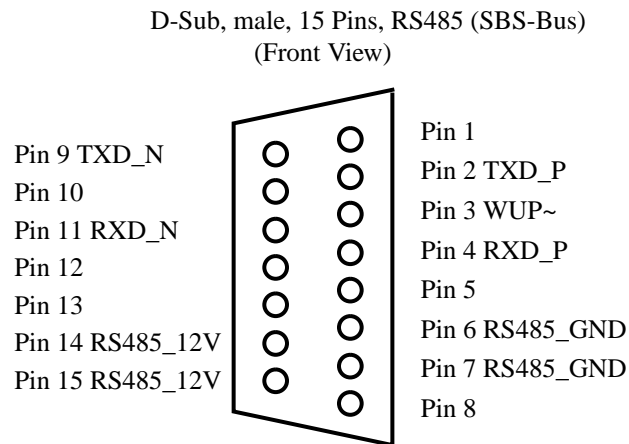 D-Sub, male, 15 Pins, RS485 (SBS-Bus)
(Front View)
Pin 9 TXD_N
Pin 10
Pin 11 RXD_N
Pin 12
Pin 13
Pin 14 RS485_12V
Pin 15 RS485_12V
Pin 1
Pin 2 TXD_P
Pin 3 WUP~
Pin 4 RXD_P
Pin 5
Pin 6 RS485_GND
Pin 7 RS485_GND
Pin 8